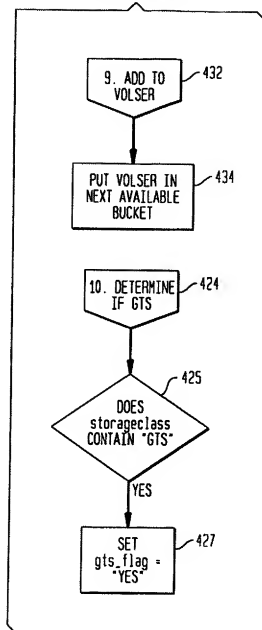 9. ADD TO
VOLSER
432
PUT VOLSER IN
NEXT AVAILABLE
BUCKET
434
10. DETERMINE
IF GTS
424
425
DOES
storageclass
CONTAIN "GTS"
YES
SET
gts_flag =
"YES"
427